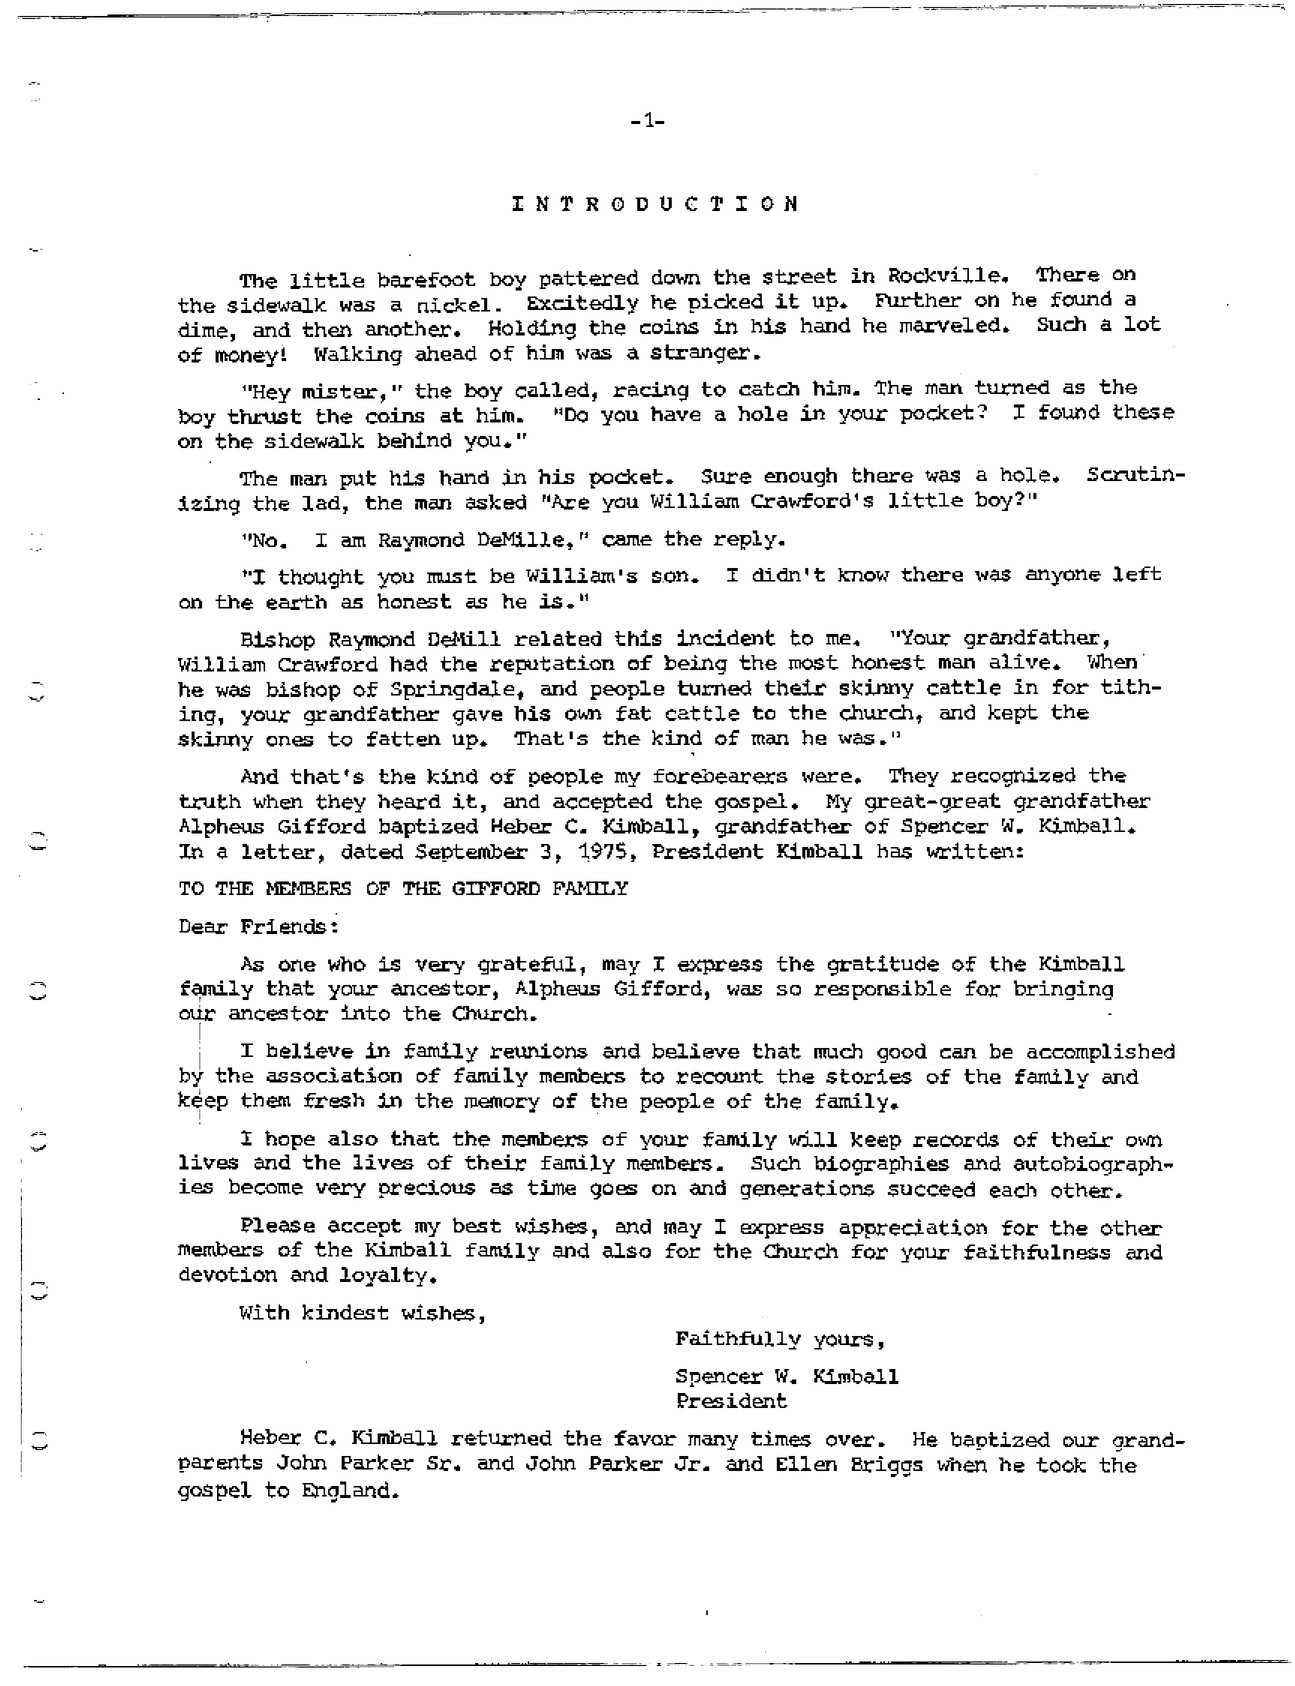 -1-
I N T R O D U C T I O N
The little barefoot boy pattered down the street in Rockville. There on
the sidewalk was a nickel. Excitedly he picked it up. Further on he found a
dime, and then another. Holding the coins in his hand he marveled. Such a lot
of money! Walking ahead of him was a stranger.
"Hey mister," the boy called, racing to catch him. The man turned as the
boy thrust the coins at him. "Do you have a hole in your pocket? I found these
on the sidewalk behind you."
The man put his hand in his pocket. Sure enough there was a hole. Scrutin-
izing the lad, the man asked "Are you William Crawford's little boy?"
"No. I am Raymond DeMille," came the reply.
"I thought you must be William's son. I didn't know there was anyone left
on the earth as honest as he is."
Bishop Raymond DeMill related this incident to me. "Your grandfather,
William Crawford had the reputation of being the most honest man alive. When
he was bishop of Springdale, and people turned their skinny cattle in for tith-
ing, your grandfather gave his own fat cattle to the church, and kept the
skinny ones to fatten up. That's the kind of man he was."
And that's the kind of people my forebearers were. They recognized the
truth when they heard it, and accepted the gospel. My great-great grandfather
Alpheus Gifford baptized Heber C. Kimball, grandfather of Spencer W. Kimball.
In a letter, dated September 3, 1975, President Kimball has written:
TO THE MEMBERS OF THE GIFFORD FAMILY
Dear Friends:
As one who is very grateful, may I express the gratitude of the Kimball
family that your ancestor, Alpheus Gifford, was so responsible for bringing
our ancestor into the Church.
I believe in family reunions and believe that much good can be accomplished
by the association of family members to recount the stories of the family and
keep them fresh in the memory of the people of the family.
I hope also that the members of your family will keep records of their own
lives and the lives of their family members. Such biographies and autobiograph-
ies become very precious as time goes on and generations succeed each other.
Please accept my best wishes, and may I express appreciation for the other
members of the Kimball family and also for the Church for your faithfulness and
devotion and loyalty.
With kindest wishes,
Faithfully yours,
Spencer W. Kimball
President
Heber C. Kimball returned the favor many times over. He baptized our grand-
parents John Parker Sr. and John Parker Jr. and Ellen Briggs when he took the
gospel to England.